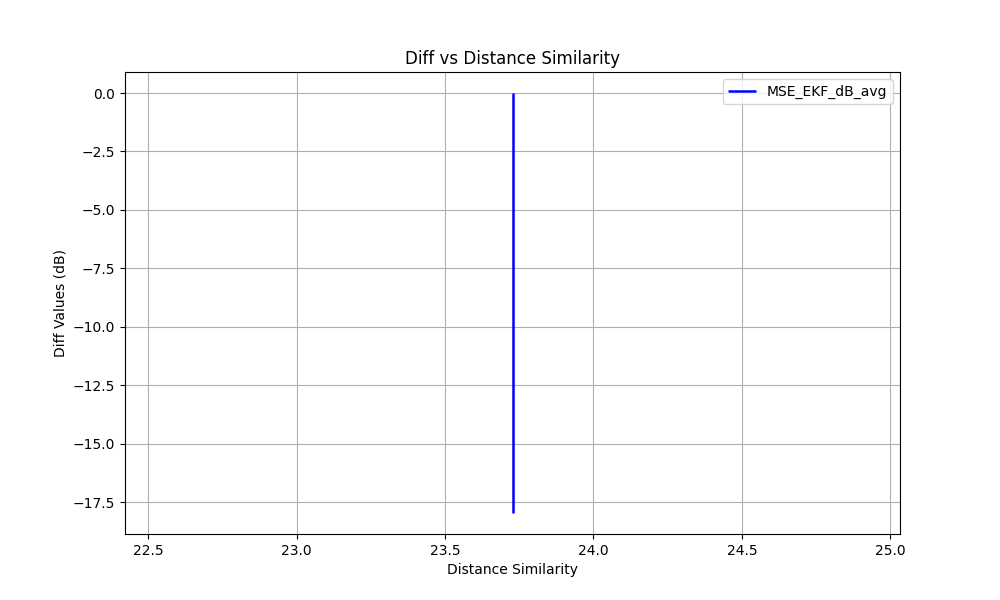 Diff vs Distance Similarity
MSE_EKF_dB_avg
0.0
−2.5
−5.0
−7.5
−10.0
−12.5
−15.0
−17.5
Diff Values (dB)
22.5 23.0 23.5 24.0 24.5 25.0
Distance Similarity